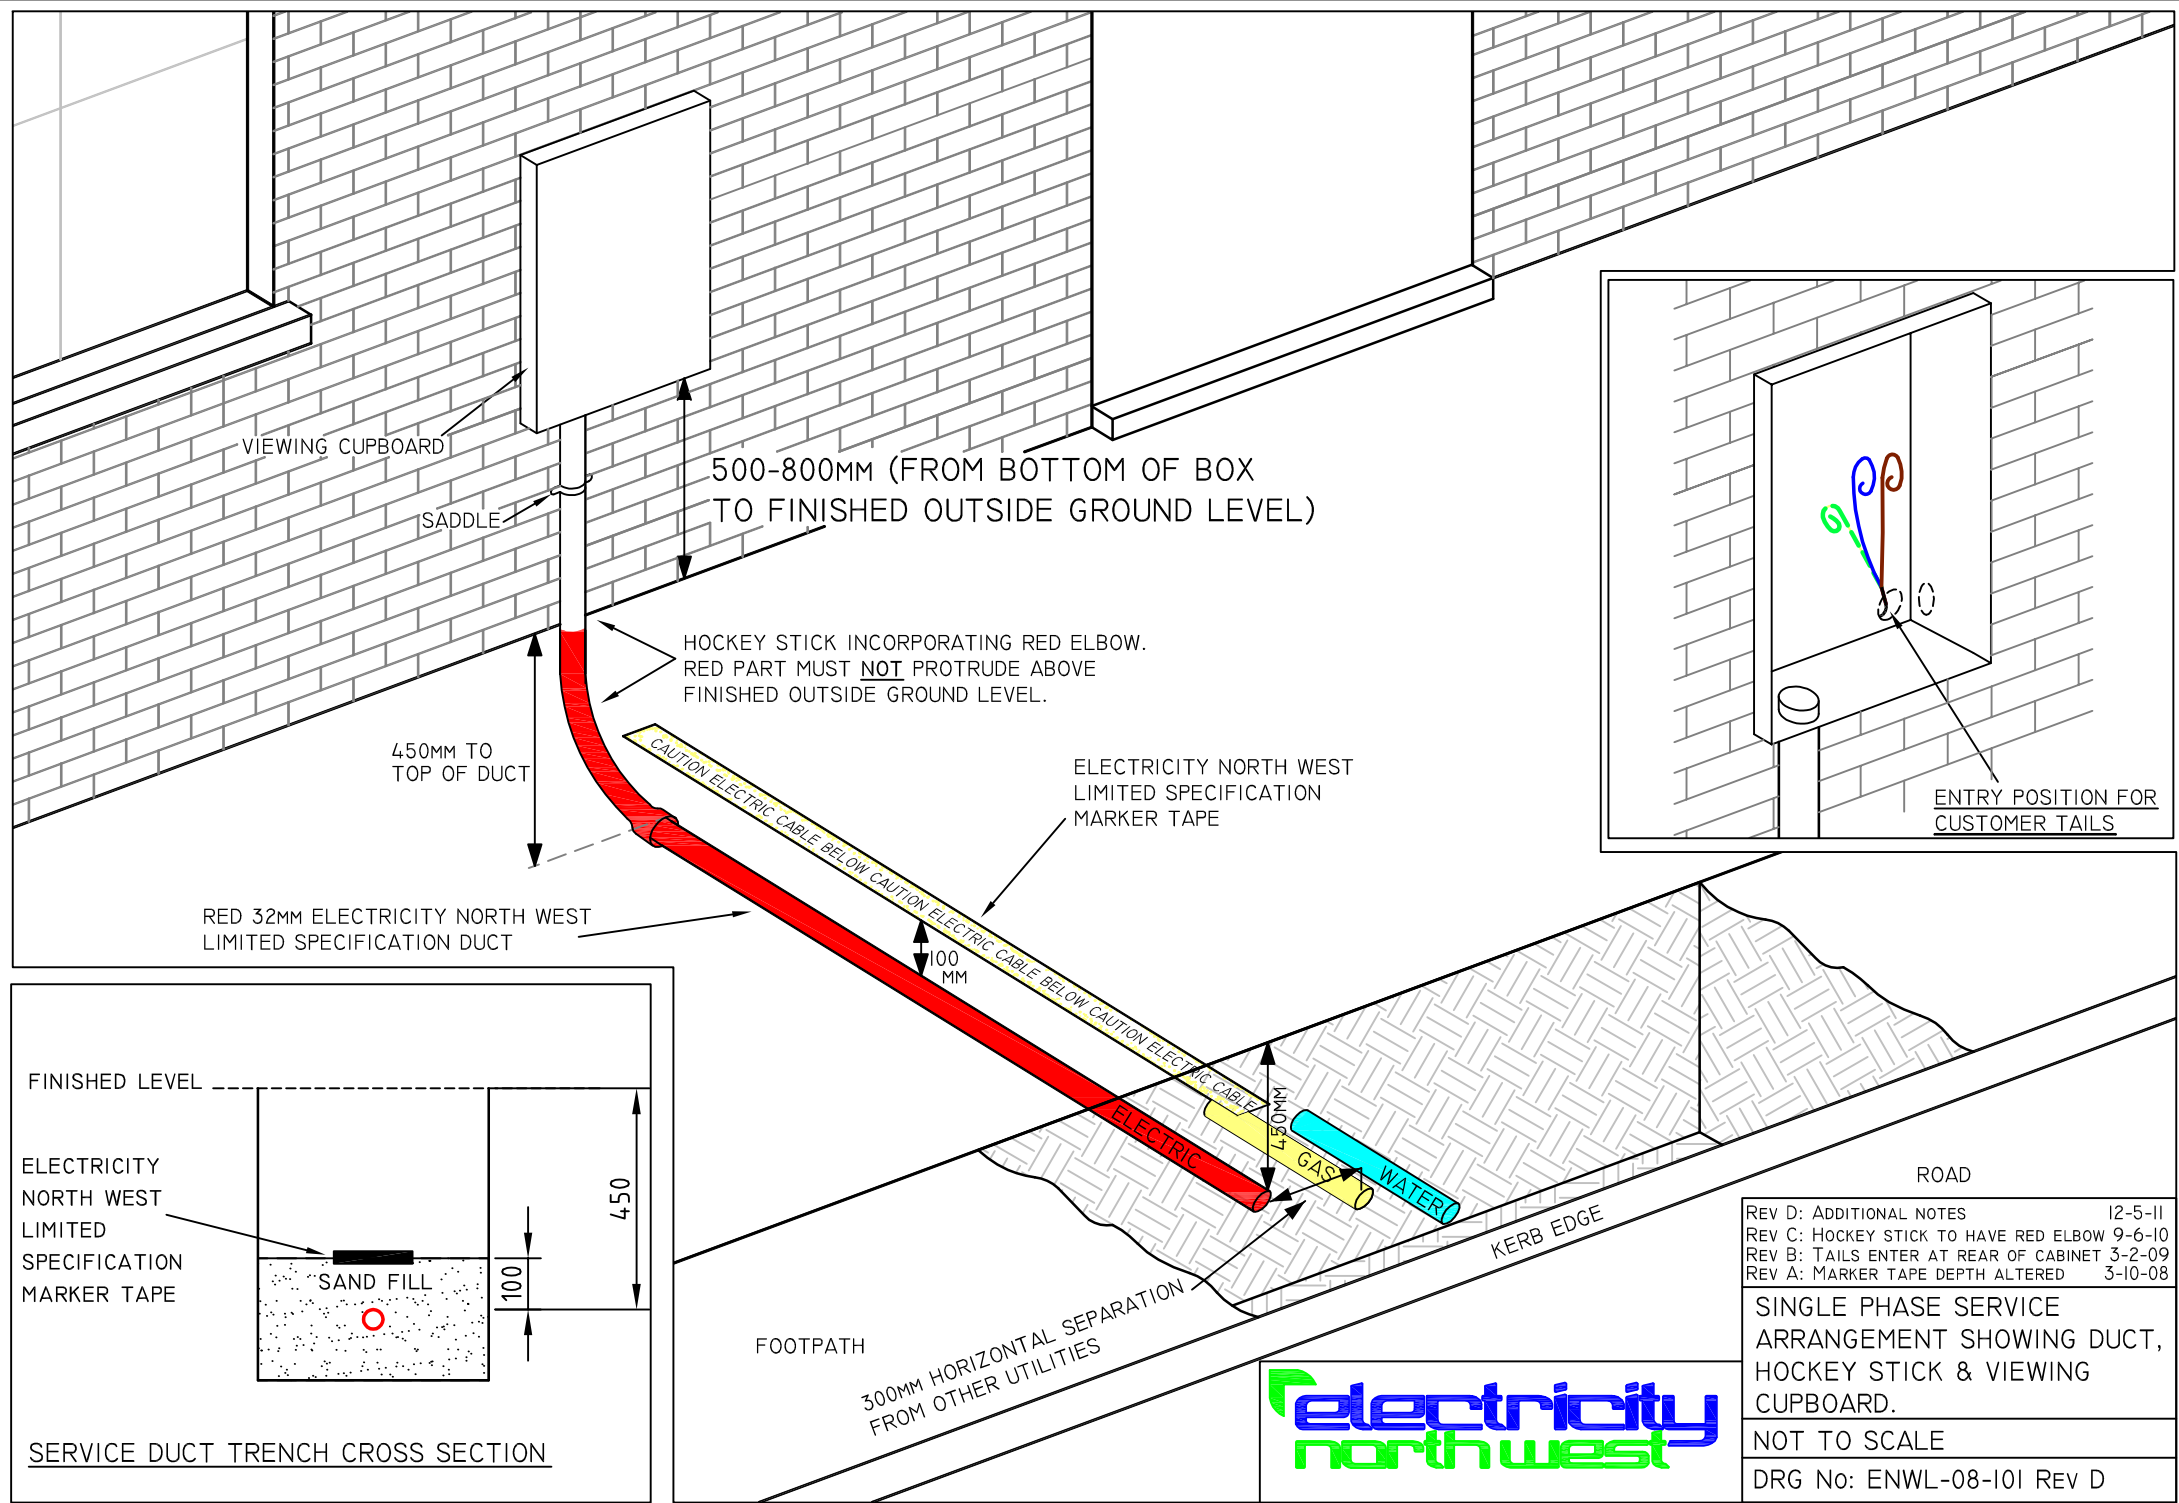 VIEWING CUPBOARD
SADDLE
500-800MM (FROM BOTTOM OF BOX
TO FINISHED OUTSIDE GROUND LEVEL)
HOCKEY STICK INCORPORATING RED ELBOW.
RED PART MUST NOT PROTRUDE ABOVE
FINISHED OUTSIDE GROUND LEVEL.
450MM TO
TOP OF DUCT
CAUTION ELECTRIC CABLE BELOW CAUTION ELECTRIC CABLE BELOW CAUTION ELECTRIC CABLE
ELECTRICITY NORTH WEST
LIMITED SPECIFICATION
MARKER TAPE
ENTRY POSITION FOR
CUSTOMER TAILS
RED 32MM ELECTRICITY NORTH WEST
LIMITED SPECIFICATION DUCT
100
MM
450MM
ELECTRIC
GAS
WATER
KERB EDGE
ROAD
FOOTPATH
300MM HORIZONTAL SEPARATION
FROM OTHER UTILITIES
FINISHED LEVEL
ELECTRICITY
NORTH WEST
LIMITED
SPECIFICATION
MARKER TAPE
SAND FILL
100
450
SERVICE DUCT TRENCH CROSS SECTION
electricity
north west
REV D: ADDITIONAL NOTES 12-5-11
REV C: HOCKEY STICK TO HAVE RED ELBOW 9-6-10
REV B: TAILS ENTER AT REAR OF CABINET 3-2-09
REV A: MARKER TAPE DEPTH ALTERED 3-10-08
SINGLE PHASE SERVICE
ARRANGEMENT SHOWING DUCT,
HOCKEY STICK & VIEWING
CUPBOARD.
NOT TO SCALE
DRG NO: ENWL-08-101 REV D